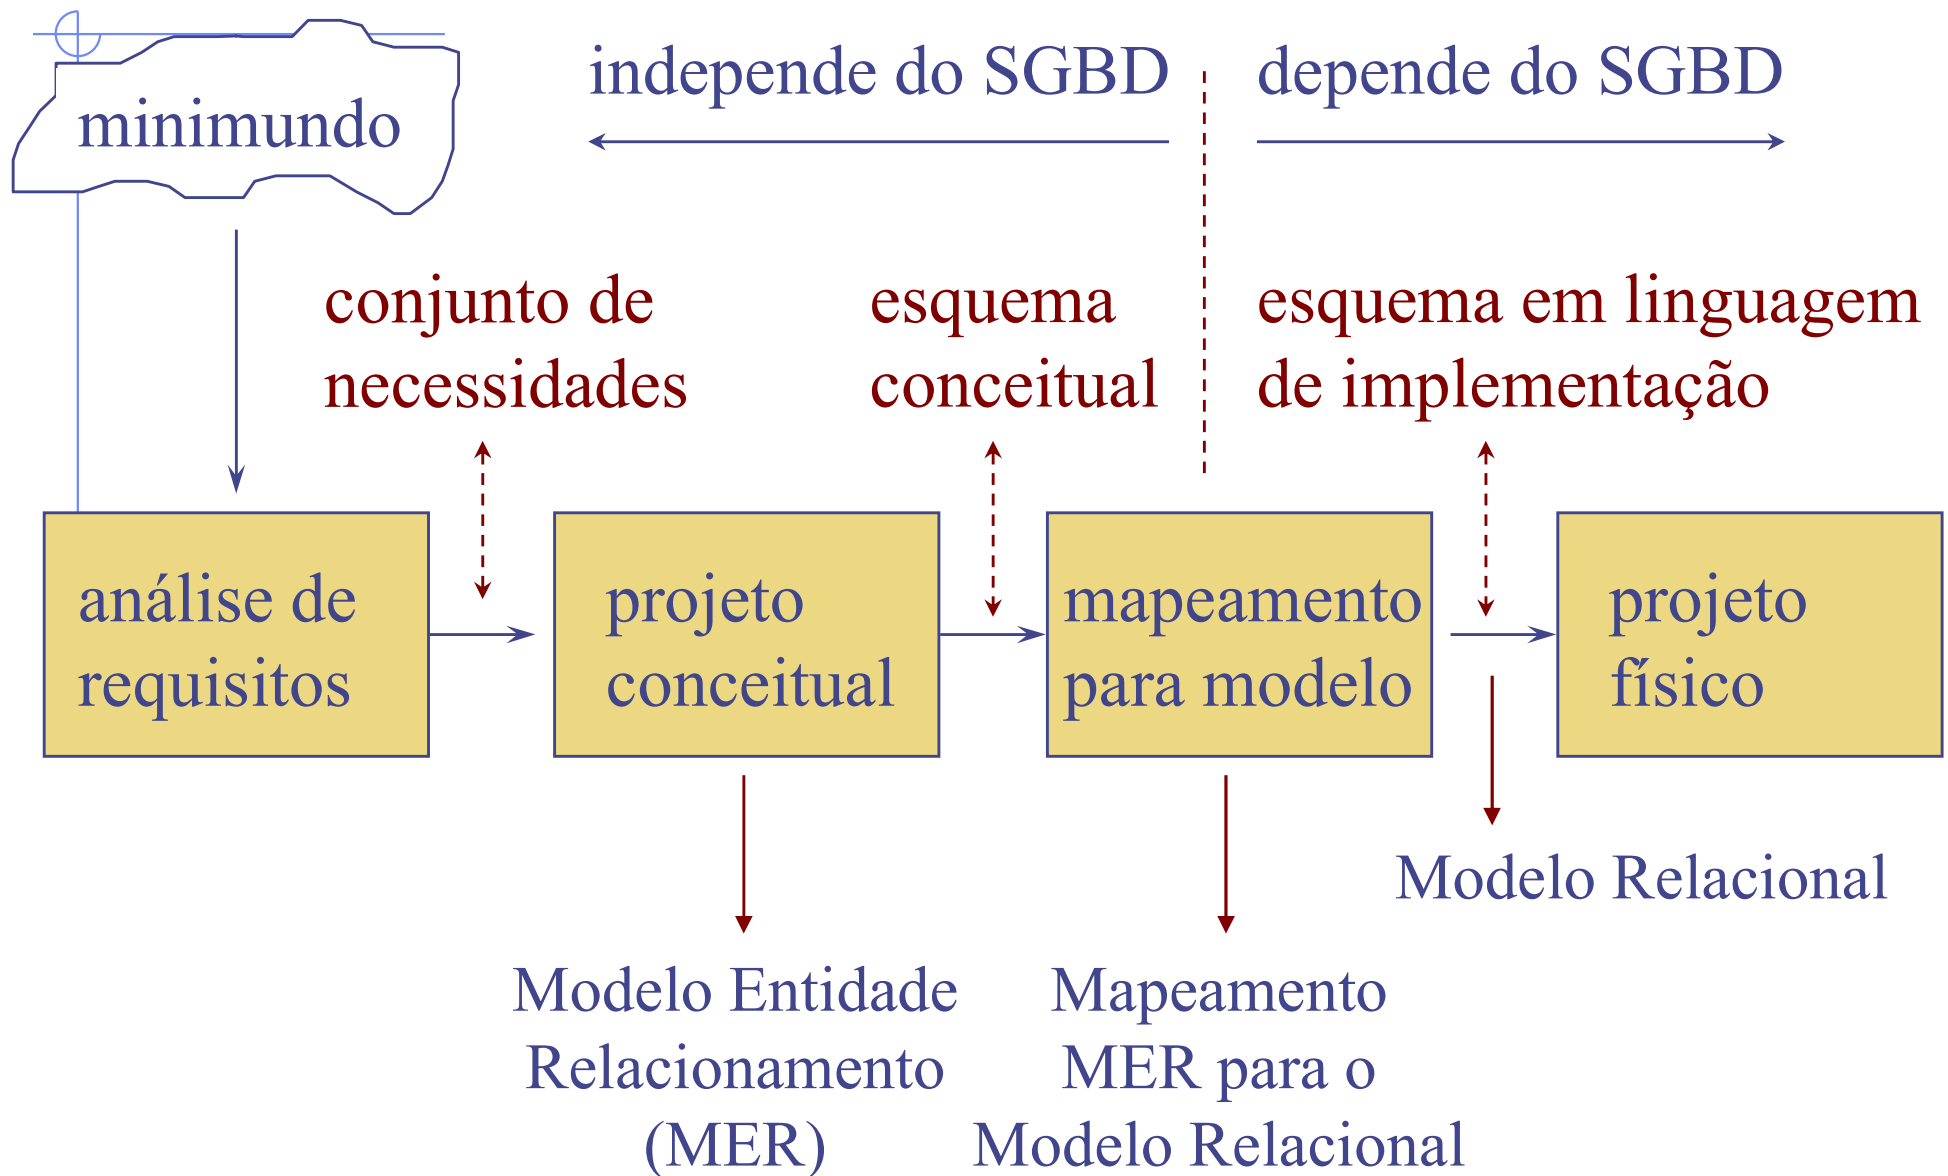 minimundo
independe do SGBD
depende do SGBD
conjunto de
necessidades
esquema
conceitual
esquema em linguagem
de implementação
análise de
requisitos
projeto
conceitual
mapeamento
para modelo
projeto
físico
Modelo Relacional
Modelo Entidade
Relacionamento
(MER)
Mapeamento
MER para o
Modelo Relacional